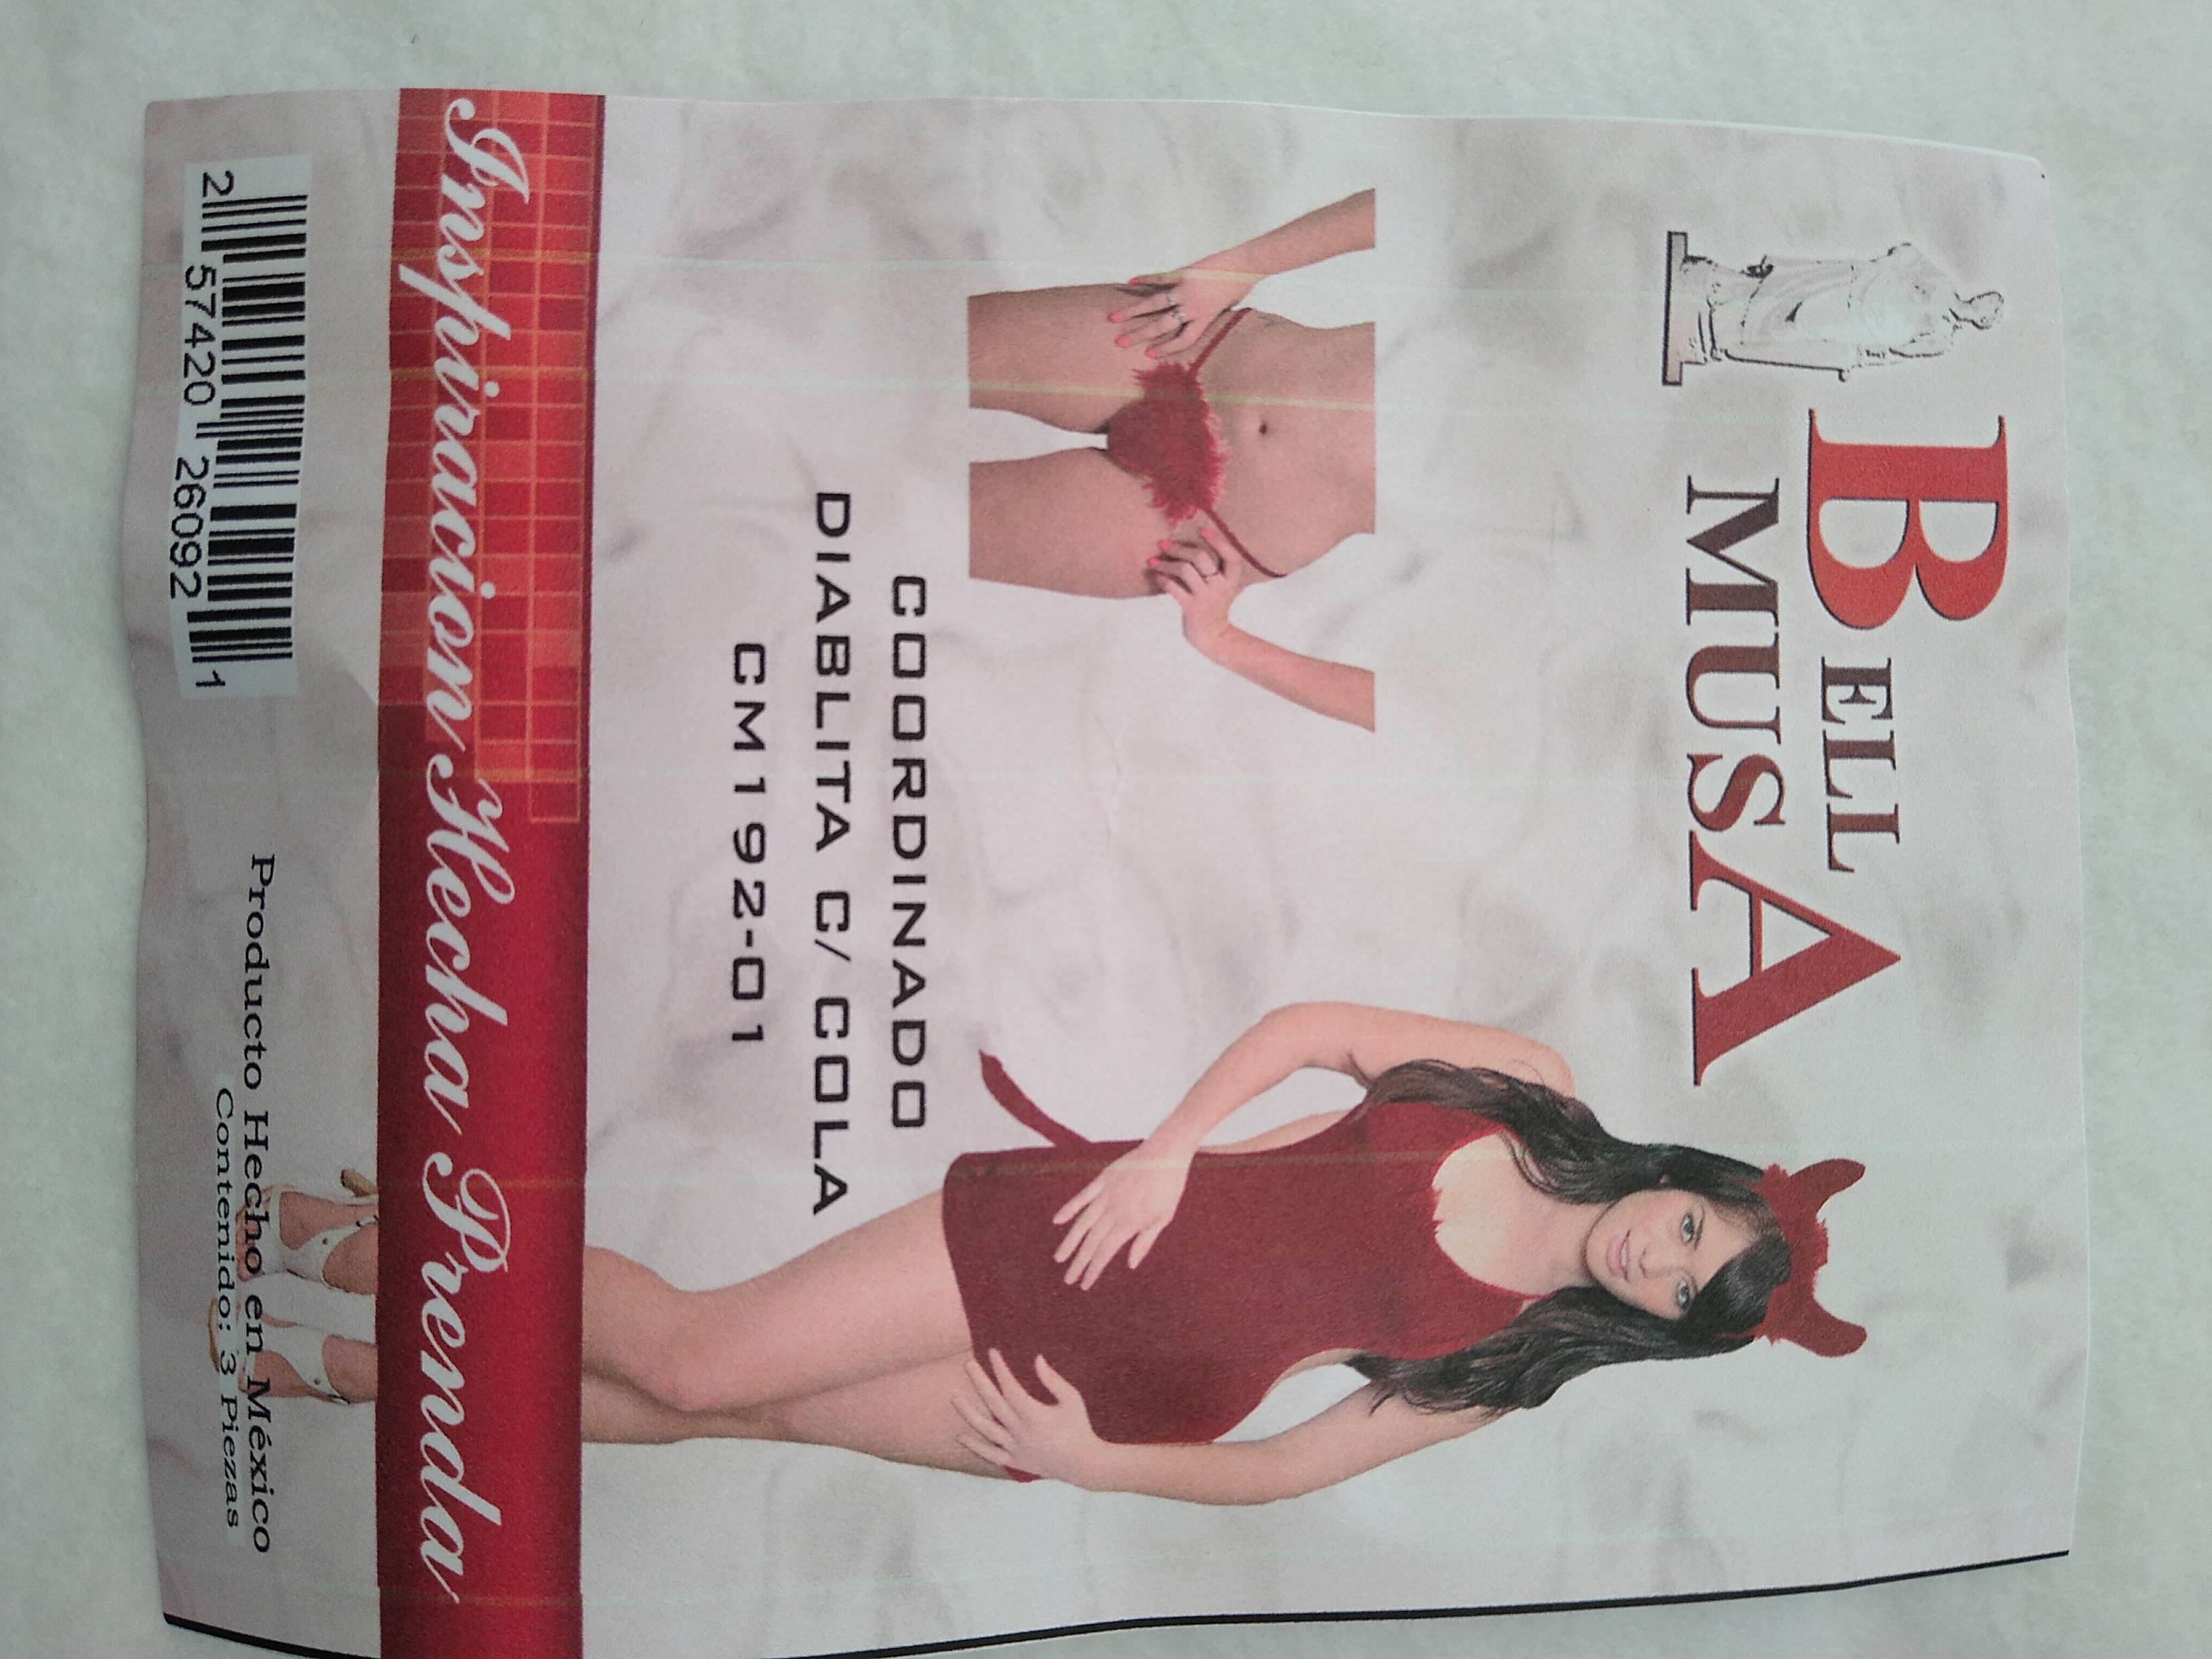 BELLA
MUSA
COORDINADO
DIABLITA C/ COLA
CM192-01
Inspiracion Hecha Prenda
2 57420 26092 1
Producto Hecho en México
Contenido: 3 Piezas